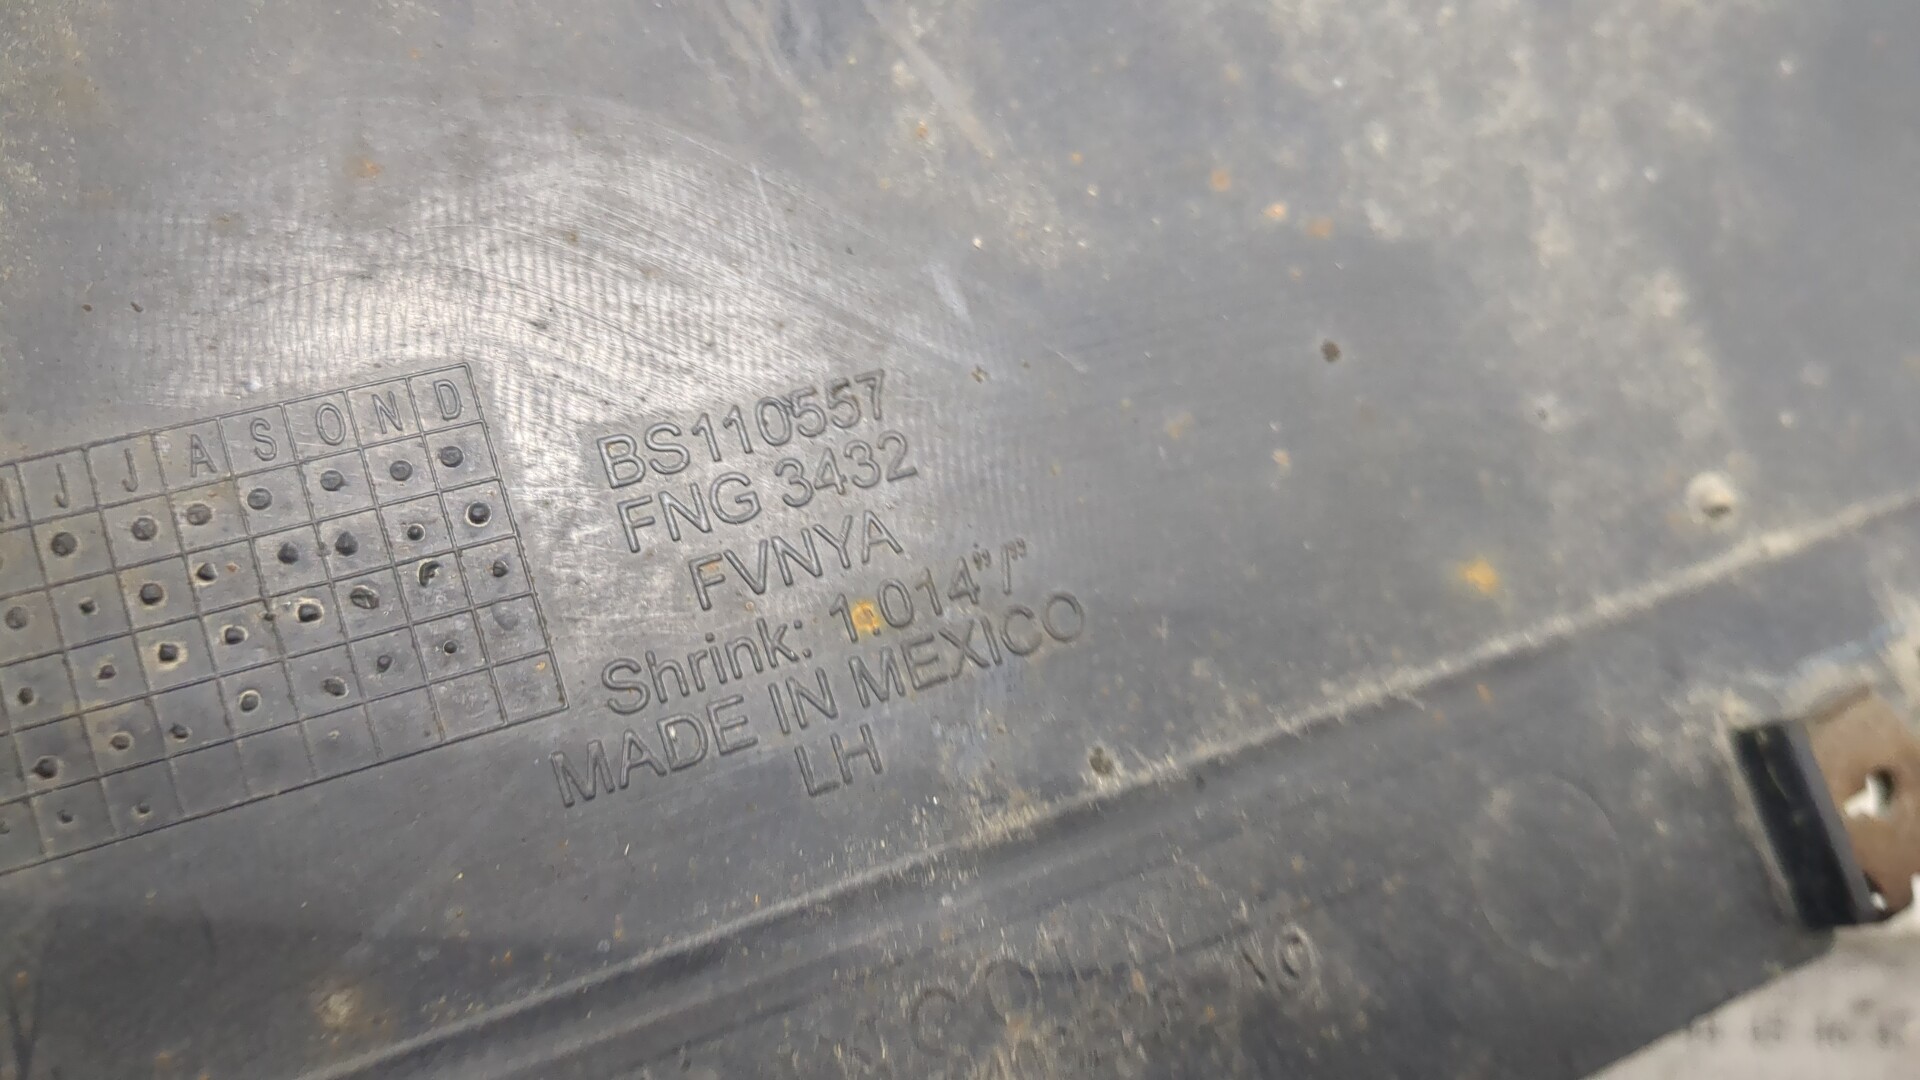 M J J A S O N D
BS110557
FNG 3432
FVNYA
Shrink: 1.014"/"
MADE IN MEXICO
LH